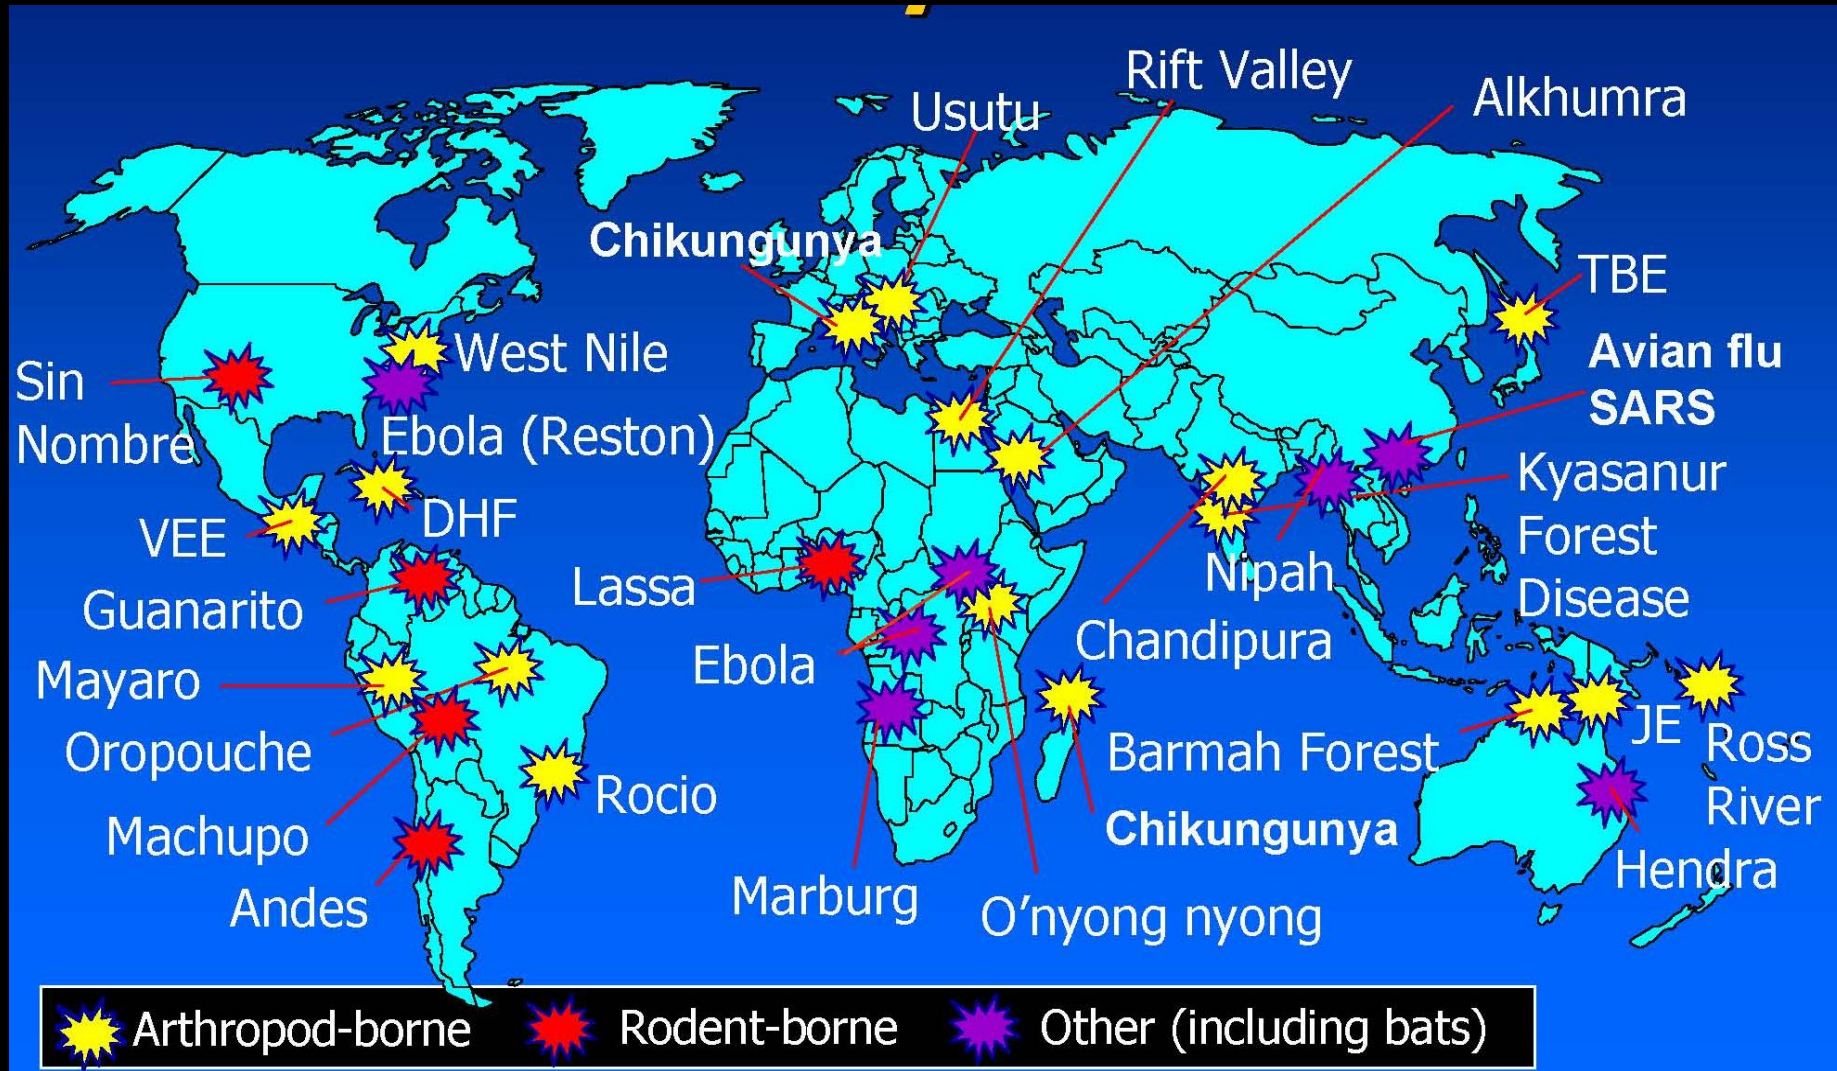 Rift Valley
Alkhumra
Usutu
Chikungunya
TBE
West Nile
Avian flu
SARS
Sin
Nombre
Ebola (Reston)
Kyasanur
Forest
Disease
DHF
VEE
Lassa
Nipah
Guanarito
Chandipura
Ebola
Mayaro
Oropouche
Barmah Forest
JE
Ross
River
Rocio
Machupo
Chikungunya
Hendra
Andes
Marburg
O'nyong nyong
Arthropod-borne
Rodent-borne
Other (including bats)